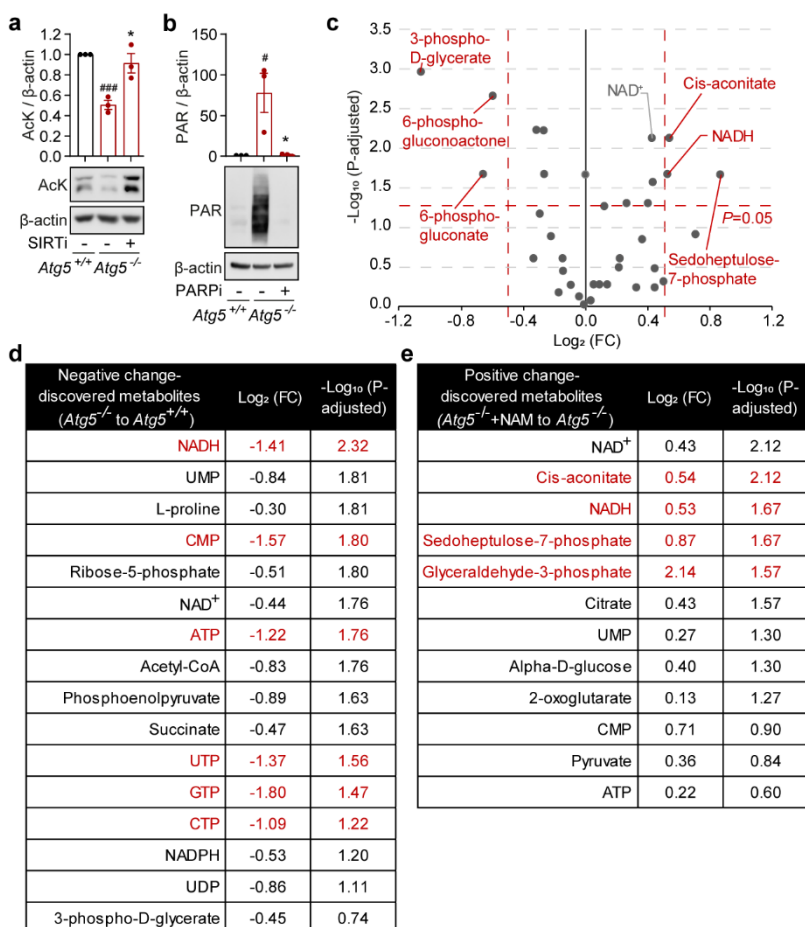 a
AcK / β-actin
1.2
1.0
0.8
0.6
0.4
0.2
0.0
###
*
AcK
β-actin
SIRTi
- - +
Atg5+/+ Atg5-/-
b
PAR / β-actin
150
100
50
0
#
*
PAR
β-actin
PARPi
- - +
Atg5+/+ Atg5-/-
c
-Log₁₀ (P-adjusted)
3.5
3.0
2.5
2.0
1.5
1.0
0.5
0.0
3-phospho-
D-glycerate
6-phospho-
gluconoactone
6-phospho-
gluconate
NAD+
Cis-aconitate
NADH
P=0.05
Sedoheptulose-
7-phosphate
-1.2 -0.8 -0.4 0.0 0.4 0.8 1.2
Log₂ (FC)
d
Negative change-
discovered metabolites
(Atg5-/- to Atg5+/+)
Log₂ (FC)
-Log₁₀ (P-
adjusted)
NADH -1.41 2.32
UMP -0.84 1.81
L-proline -0.30 1.81
CMP -1.57 1.80
Ribose-5-phosphate -0.51 1.80
NAD+ -0.44 1.76
ATP -1.22 1.76
Acetyl-CoA -0.83 1.76
Phosphoenolpyruvate -0.89 1.63
Succinate -0.47 1.63
UTP -1.37 1.56
GTP -1.80 1.47
CTP -1.09 1.22
NADPH -0.53 1.20
UDP -0.86 1.11
3-phospho-D-glycerate -0.45 0.74
e
Positive change-
discovered metabolites
(Atg5-/-+NAM to Atg5-/-)
Log₂ (FC)
-Log₁₀ (P-
adjusted)
NAD+ 0.43 2.12
Cis-aconitate 0.54 2.12
NADH 0.53 1.67
Sedoheptulose-7-phosphate 0.87 1.67
Glyceraldehyde-3-phosphate 2.14 1.57
Citrate 0.43 1.57
UMP 0.27 1.30
Alpha-D-glucose 0.40 1.30
2-oxoglutarate 0.13 1.27
CMP 0.71 0.90
Pyruvate 0.36 0.84
ATP 0.22 0.60